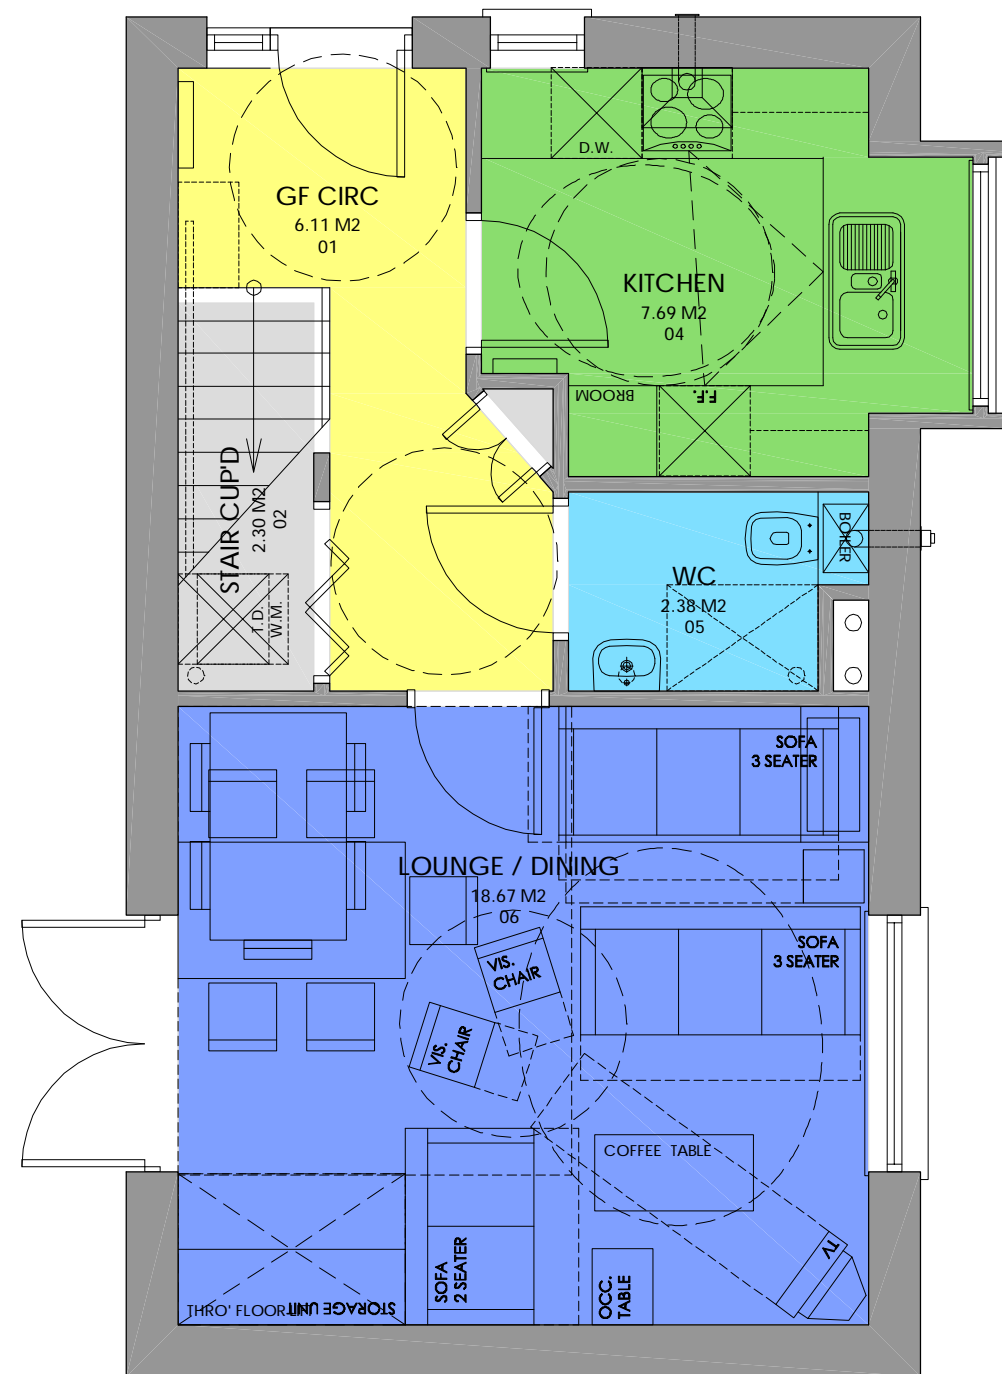 D.W.
GF CIRC
6.11 M2
01
KITCHEN
7.69 M2
04
BROOM
F.F.
STAIR CUP'D
2.30 M2
02
T.D.
W.M.
BOILER
WC
2.38 M2
05
SOFA
3 SEATER
LOUNGE / DINING
18.67 M2
06
SOFA
3 SEATER
VIS.
CHAIR
VIS.
CHAIR
COFFEE TABLE
TV
SOFA
2 SEATER
OCC.
TABLE
THRO' FLOOR
STORAGE UNIT